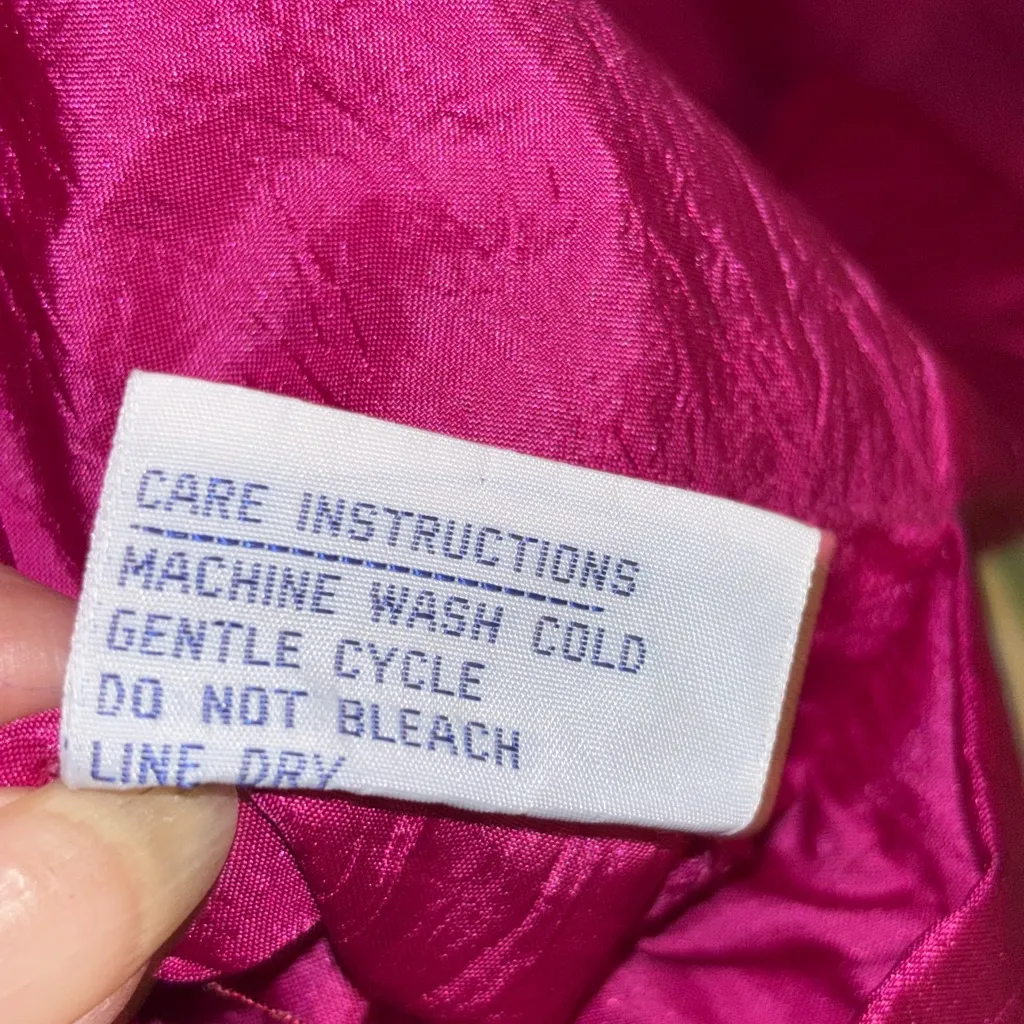 CARE INSTRUCTIONS
MACHINE WASH COLD
GENTLE CYCLE
DO NOT BLEACH
LINE DRY